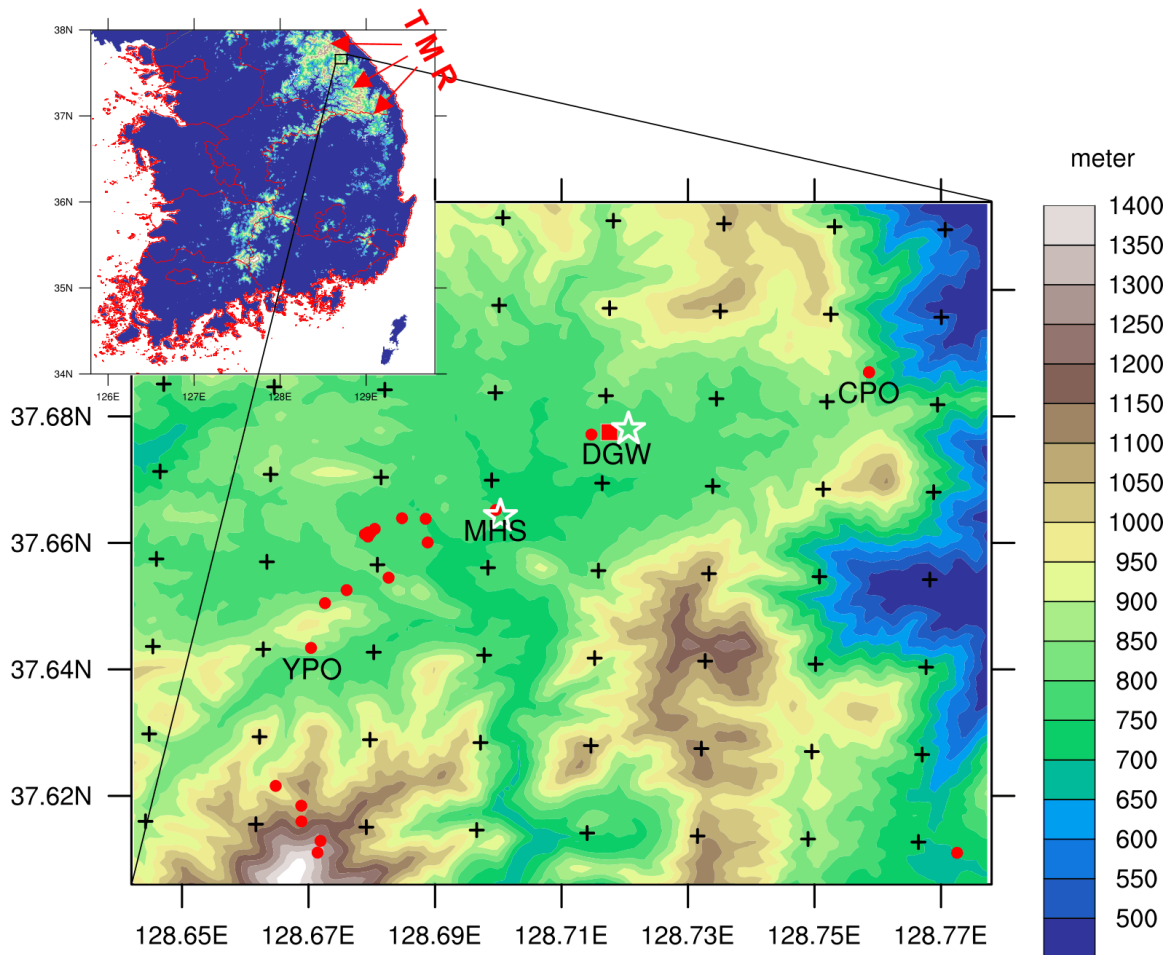 T M R
38N
37N
36N
35N
34N
126E 127E 128E 129E
meter
1400
1350
1300
1250
1200
1150
1100
1050
1000
950
900
850
800
750
700
650
600
550
500
37.68N
37.66N
37.64N
37.62N
CPO
DGW
MHS
YPO
128.65E 128.67E 128.69E 128.71E 128.73E 128.75E 128.77E